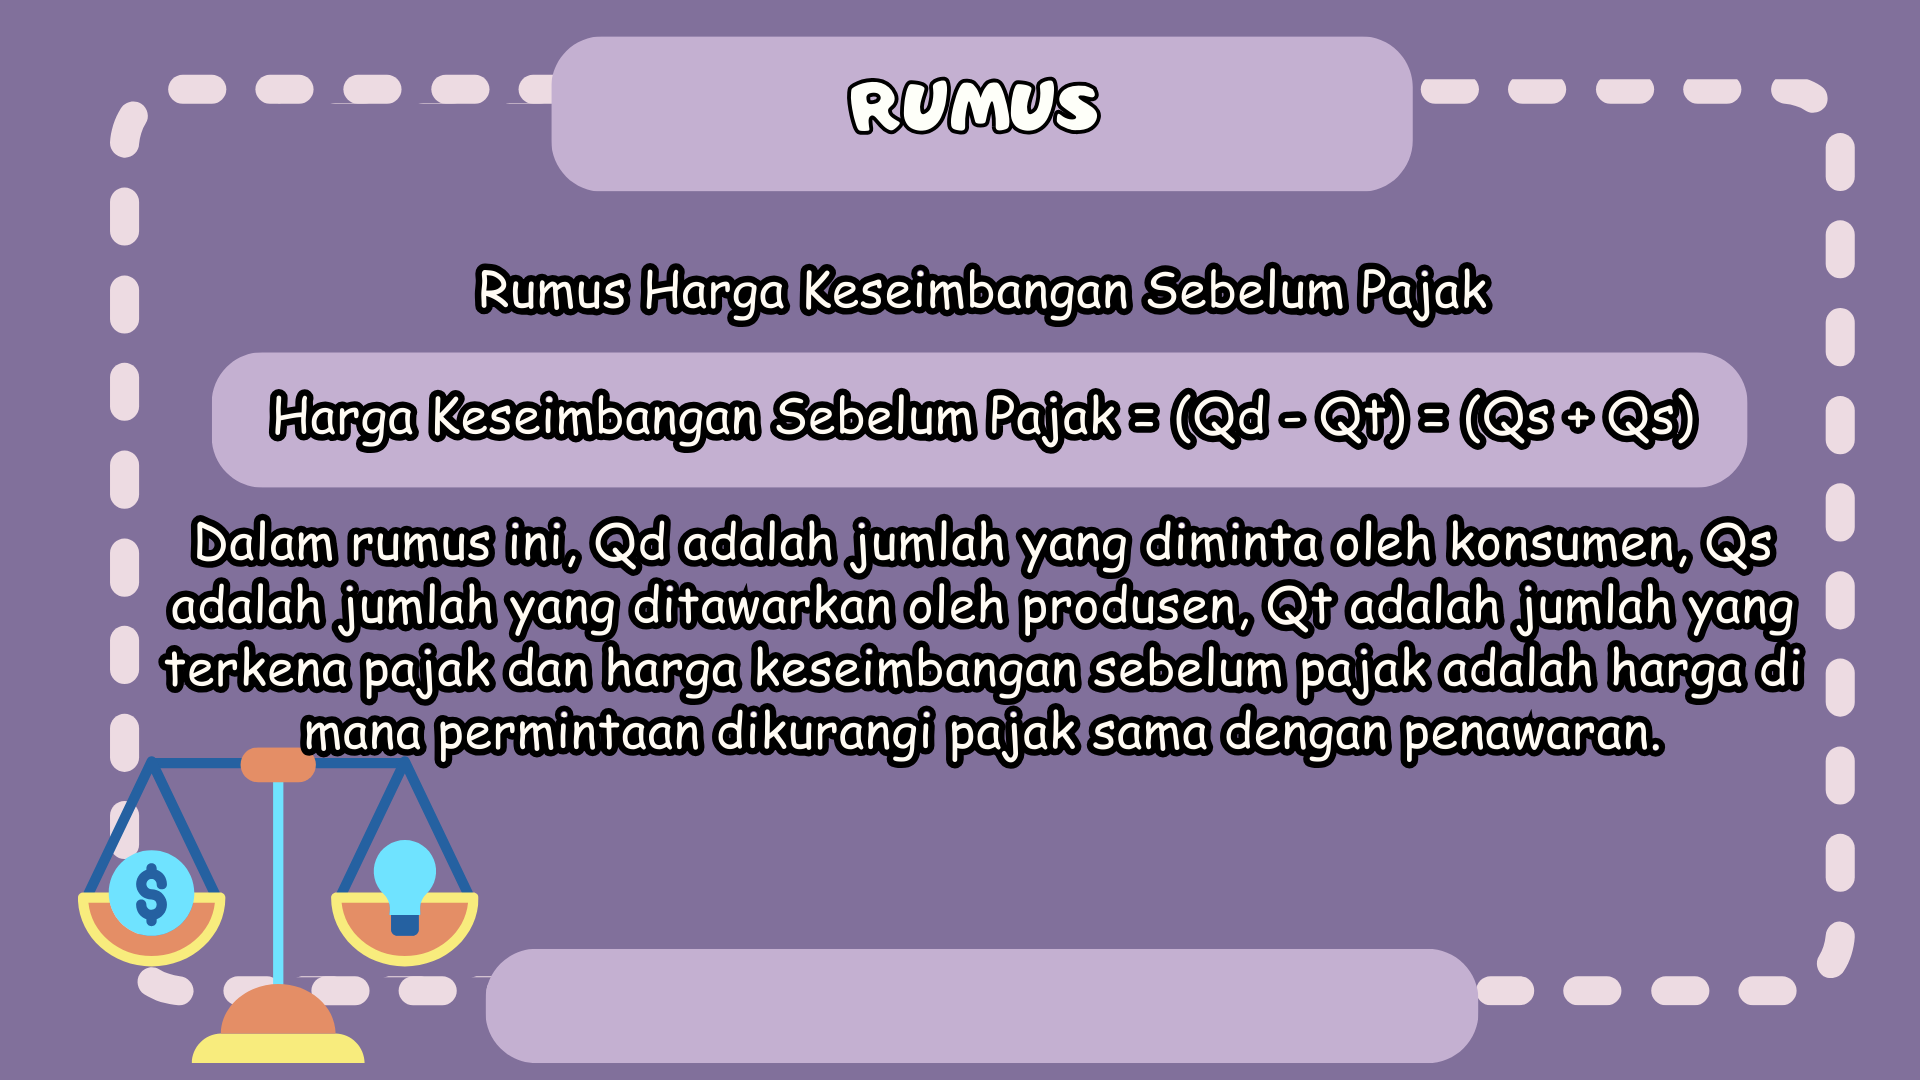 RUMUS
Rumus Harga Keseimbangan Sebelum Pajak
Harga Keseimbangan Sebelum Pajak = (Qd - Qt) = (Qs + Qs)
Dalam rumus ini, Qd adalah jumlah yang diminta oleh konsumen, Qs
adalah jumlah yang ditawarkan oleh produsen, Qt adalah jumlah yang
terkena pajak dan harga keseimbangan sebelum pajak adalah harga di
mana permintaan dikurangi pajak sama dengan penawaran.
$